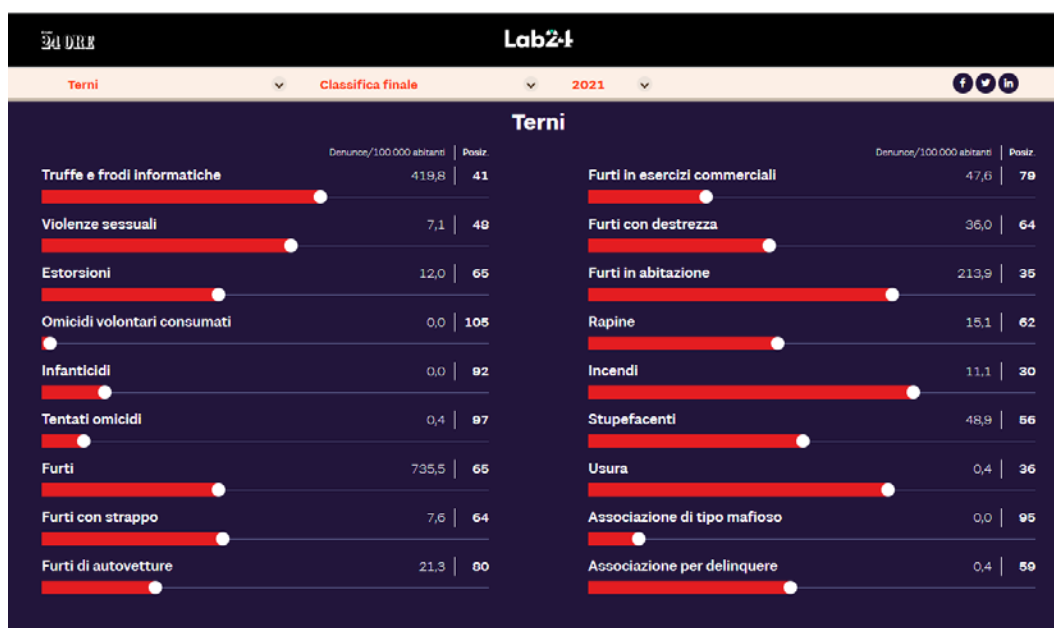 24 ORE
Lab24
Terni
Classifica finale
2021
Terni
Denunce/100.000 abitanti Posiz.
Truffe e frodi informatiche 419,8 41
Violenze sessuali 7,1 48
Estorsioni 12,0 65
Omicidi volontari consumati 0,0 105
Infanticidi 0,0 92
Tentati omicidi 0,4 97
Furti 735,5 65
Furti con strappo 7,6 64
Furti di autovetture 21,3 80
Denunce/100.000 abitanti Posiz.
Furti in esercizi commerciali 47,6 79
Furti con destrezza 36,0 64
Furti in abitazione 213,9 35
Rapine 15,1 62
Incendi 11,1 30
Stupefacenti 48,9 56
Usura 0,4 36
Associazione di tipo mafioso 0,0 95
Associazione per delinquere 0,4 59